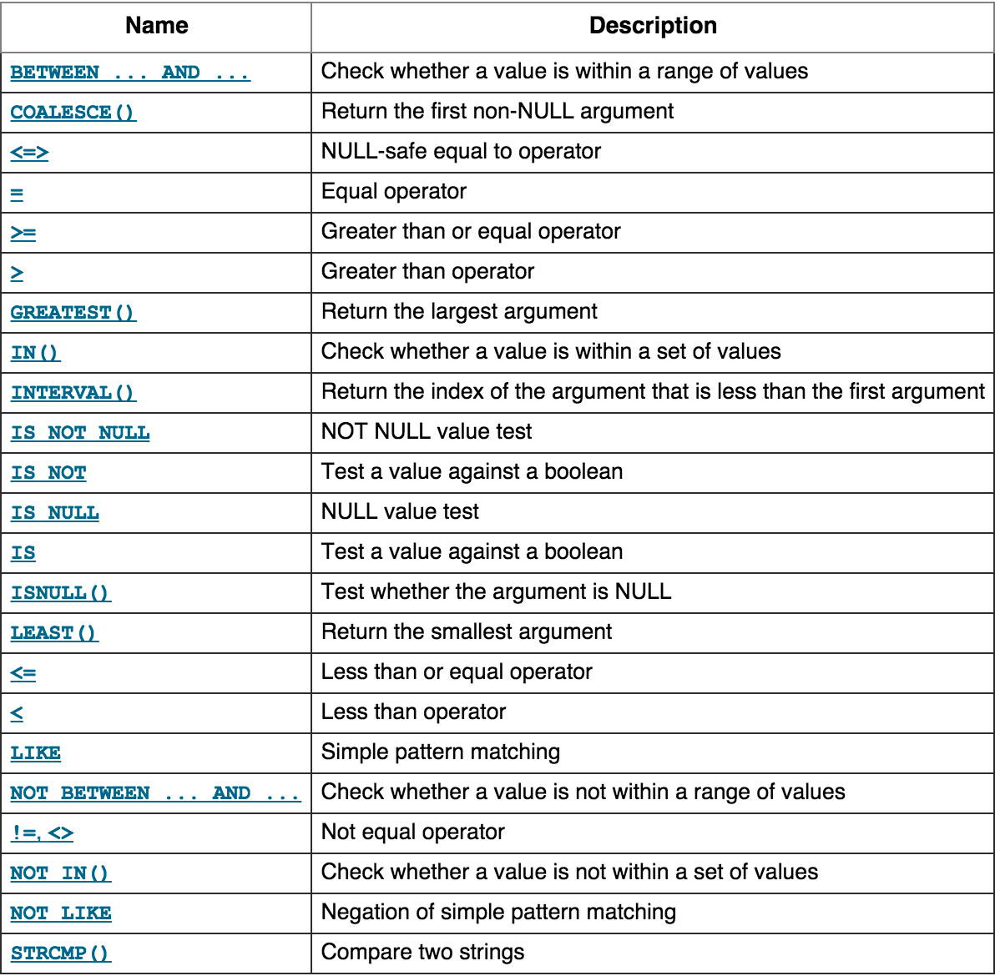 Name Description
BETWEEN ... AND ... Check whether a value is within a range of values
COALESCE() Return the first non-NULL argument
<=> NULL-safe equal to operator
= Equal operator
>= Greater than or equal operator
> Greater than operator
GREATEST() Return the largest argument
IN() Check whether a value is within a set of values
INTERVAL() Return the index of the argument that is less than the first argument
IS NOT NULL NOT NULL value test
IS NOT Test a value against a boolean
IS NULL NULL value test
IS Test a value against a boolean
ISNULL() Test whether the argument is NULL
LEAST() Return the smallest argument
<= Less than or equal operator
< Less than operator
LIKE Simple pattern matching
NOT BETWEEN ... AND ... Check whether a value is not within a range of values
!=, <> Not equal operator
NOT IN() Check whether a value is not within a set of values
NOT LIKE Negation of simple pattern matching
STRCMP() Compare two strings